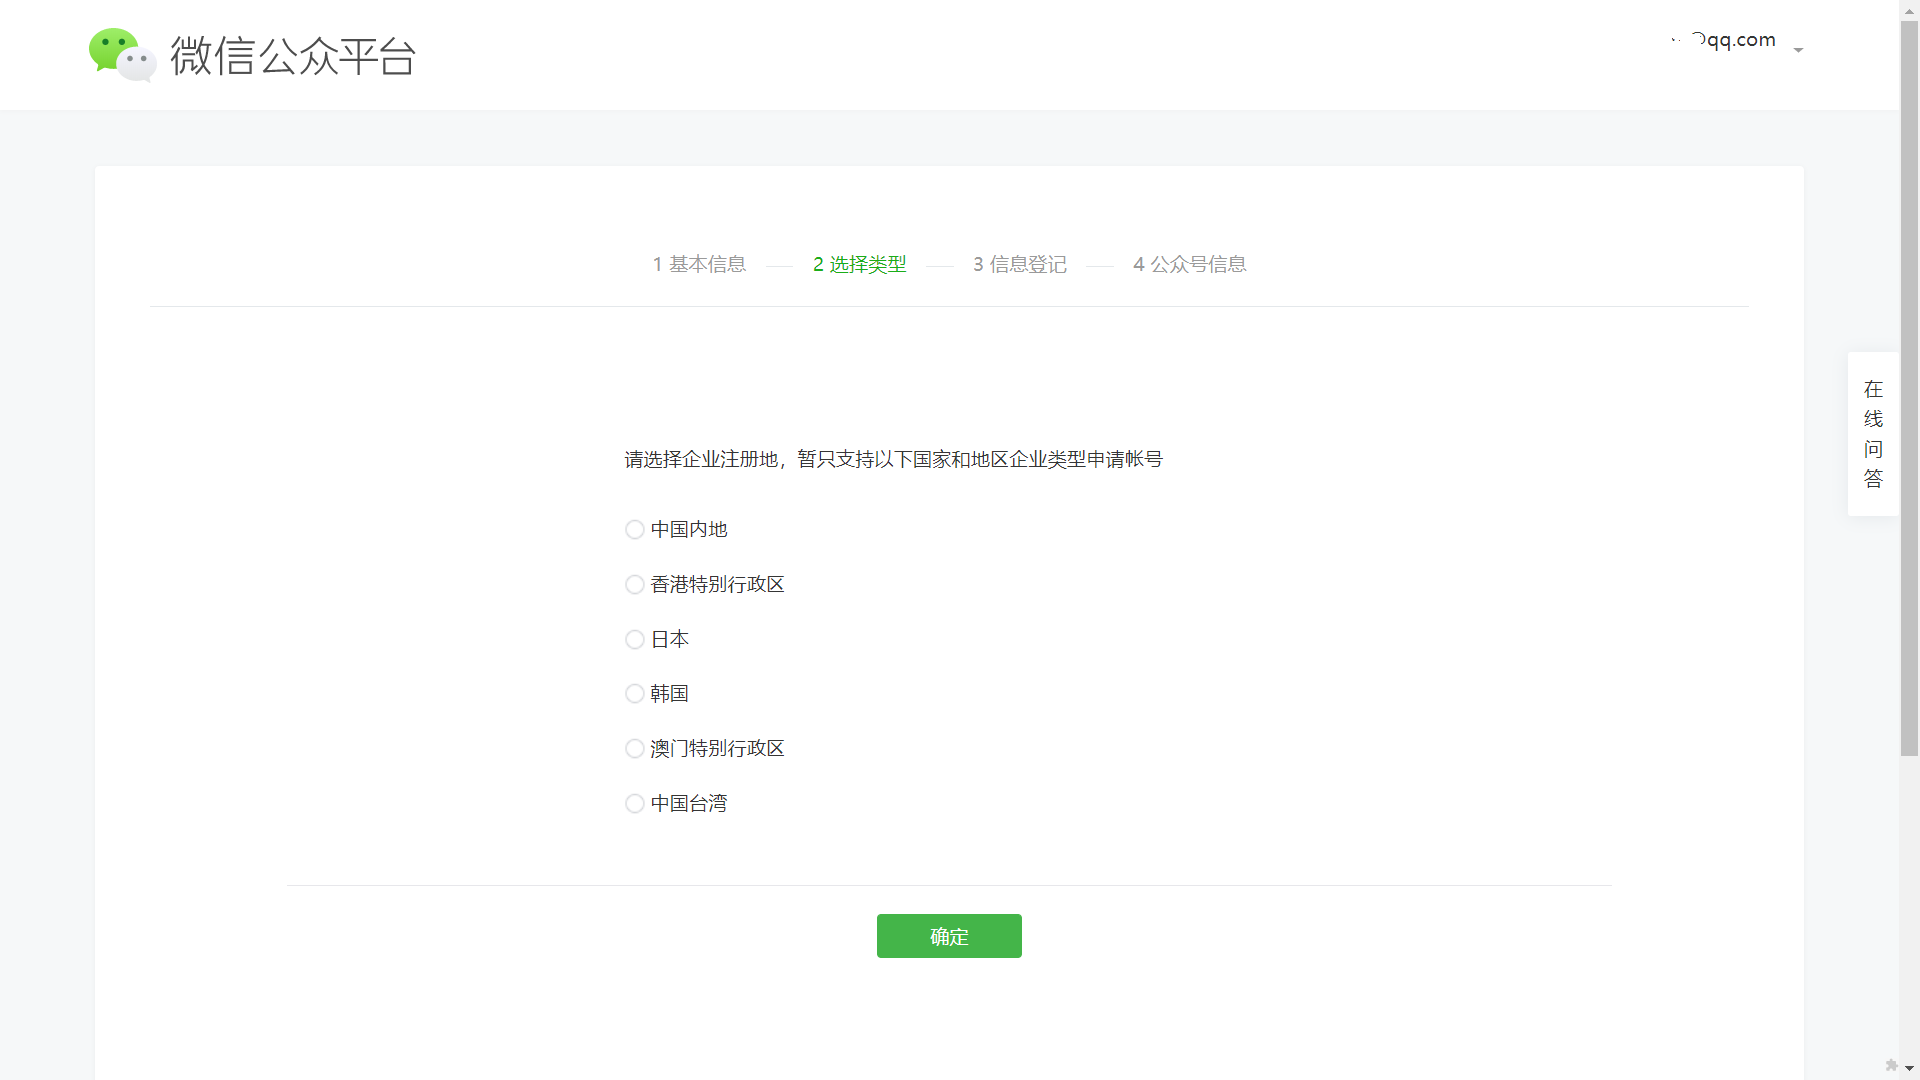 微信公众平台
qq.com
1 基本信息
2 选择类型
3 信息登记
4 公众号信息
请选择企业注册地，暂只支持以下国家和地区企业类型申请帐号
中国内地
香港特别行政区
日本
韩国
澳门特别行政区
中国台湾
确定
在
线
问
答